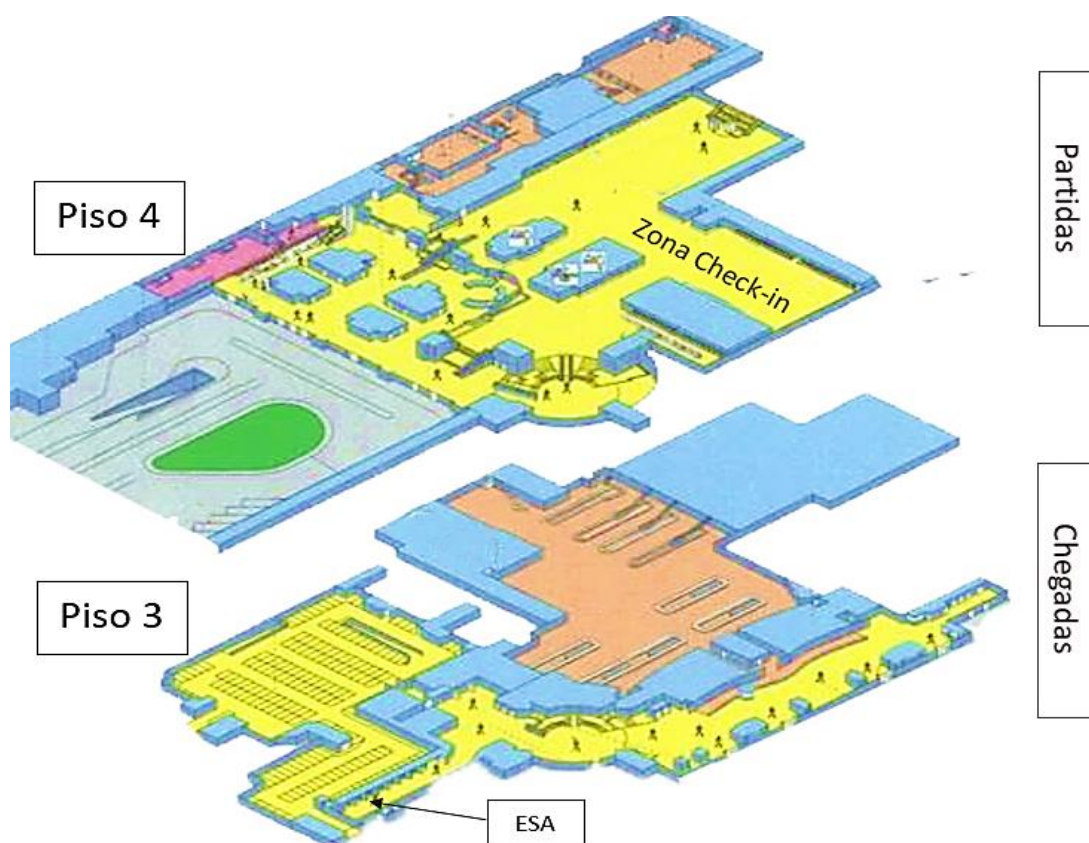 Partidas
Piso 4
Zona Check-in
Piso 3
Chegadas
ESA